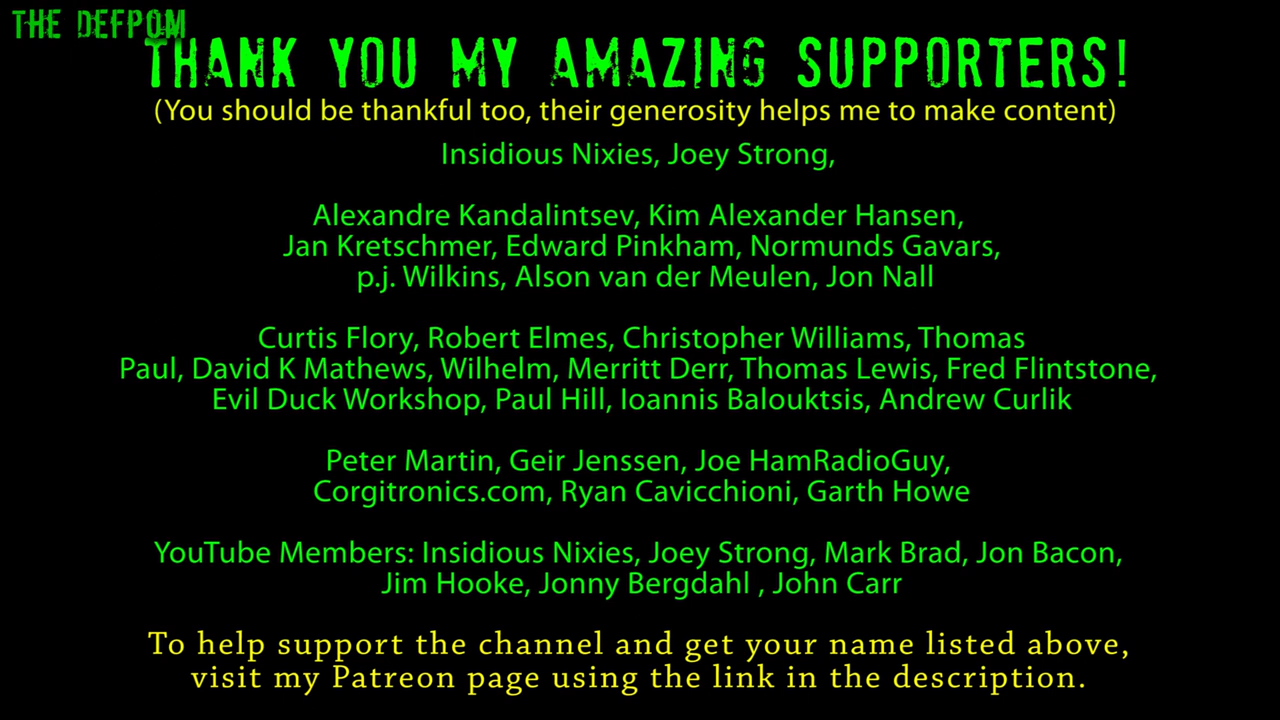 THE DEFPOM
THANK YOU MY AMAZING SUPPORTERS!
(You should be thankful too, their generosity helps me to make content)
Insidious Nixies, Joey Strong,
Alexandre Kandalintsev, Kim Alexander Hansen,
Jan Kretschmer, Edward Pinkham, Normunds Gavars,
p.j. Wilkins, Alson van der Meulen, Jon Nall
Curtis Flory, Robert Elmes, Christopher Williams, Thomas
Paul, David K Mathews, Wilhelm, Merritt Derr, Thomas Lewis, Fred Flintstone,
Evil Duck Workshop, Paul Hill, Ioannis Balouktsis, Andrew Curlik
Peter Martin, Geir Jenssen, Joe HamRadioGuy,
Corgitronics.com, Ryan Cavicchioni, Garth Howe
YouTube Members: Insidious Nixies, Joey Strong, Mark Brad, Jon Bacon,
Jim Hooke, Jonny Bergdahl , John Carr
To help support the channel and get your name listed above,
visit my Patreon page using the link in the description.